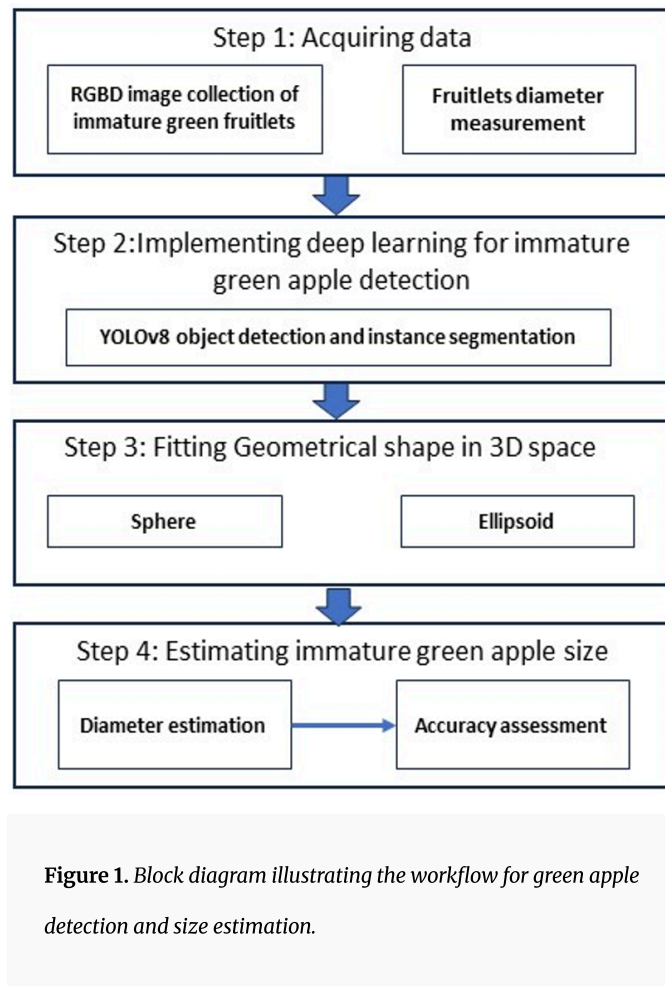 Step 1: Acquiring data
RGBD image collection of
immature green fruitlets
Fruitlets diameter
measurement
Step 2:Implementing deep learning for immature
green apple detection
YOLOv8 object detection and instance segmentation
Step 3: Fitting Geometrical shape in 3D space
Sphere
Ellipsoid
Step 4: Estimating immature green apple size
Diameter estimation
Accuracy assessment
Figure 1. Block diagram illustrating the workflow for green apple
detection and size estimation.